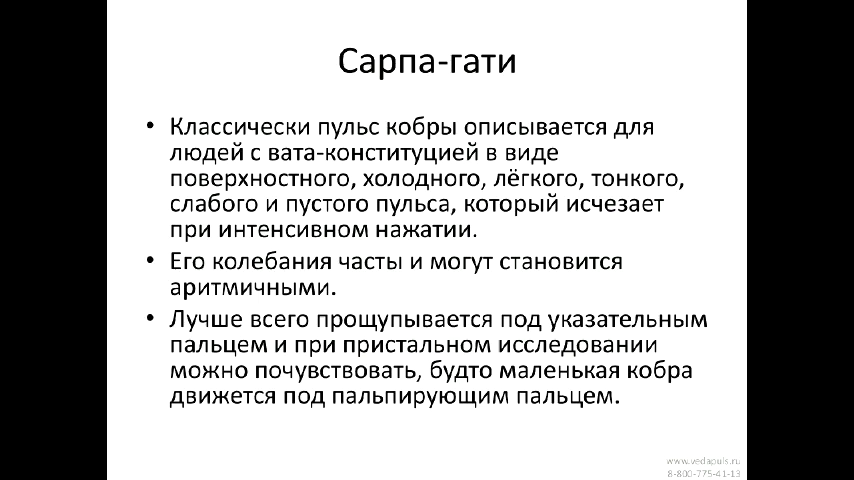 Сарпа-гати
• Классически пульс кобры описывается для
людей с вата-конституцией в виде
поверхностного, холодного, лёгкого, тонкого,
слабого и пустого пульса, который исчезает
при интенсивном нажатии.
• Его колебания часты и могут становится
аритмичными.
• Лучше всего прощупывается под указательным
пальцем и при пристальном исследовании
можно почувствовать, будто маленькая кобра
движется под пальпирующим пальцем.
www.vedapuls.ru
8-800-775-41-13